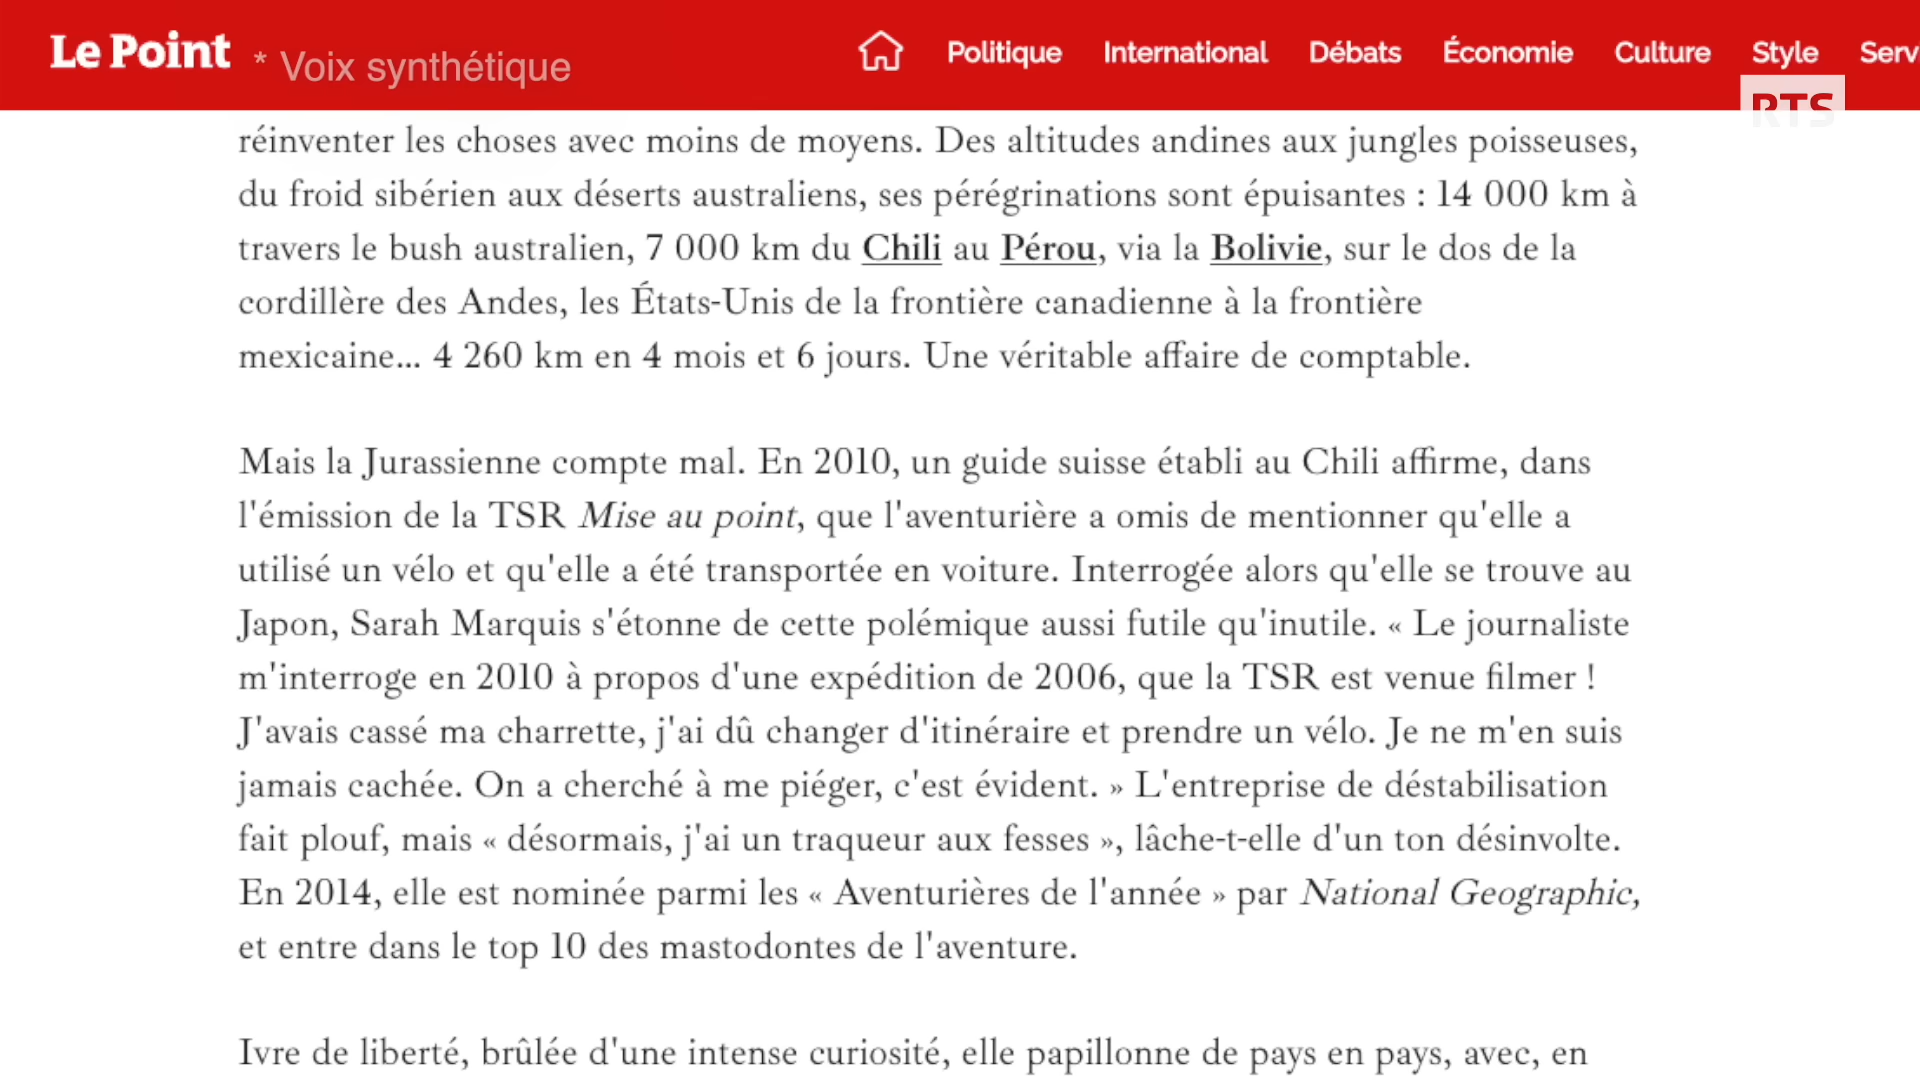 Le Point * Voix synthétique Politique International Débats Économie Culture Style Serv
RTS
réinventer les choses avec moins de moyens. Des altitudes andines aux jungles poisseuses,
du froid sibérien aux déserts australiens, ses pérégrinations sont épuisantes : 14 000 km à
travers le bush australien, 7 000 km du Chili au Pérou, via la Bolivie, sur le dos de la
cordillère des Andes, les États-Unis de la frontière canadienne à la frontière
mexicaine... 4 260 km en 4 mois et 6 jours. Une véritable affaire de comptable.
Mais la Jurassienne compte mal. En 2010, un guide suisse établi au Chili affirme, dans
l'émission de la TSR Mise au point, que l'aventurière a omis de mentionner qu'elle a
utilisé un vélo et qu'elle a été transportée en voiture. Interrogée alors qu'elle se trouve au
Japon, Sarah Marquis s'étonne de cette polémique aussi futile qu'inutile. « Le journaliste
m'interroge en 2010 à propos d'une expédition de 2006, que la TSR est venue filmer !
J'avais cassé ma charrette, j'ai dû changer d'itinéraire et prendre un vélo. Je ne m'en suis
jamais cachée. On a cherché à me piéger, c'est évident. » L'entreprise de déstabilisation
fait plouf, mais « désormais, j'ai un traqueur aux fesses », lâche-t-elle d'un ton désinvolte.
En 2014, elle est nominée parmi les « Aventurières de l'année » par National Geographic,
et entre dans le top 10 des mastodontes de l'aventure.
Ivre de liberté, brûlée d'une intense curiosité, elle papillonne de pays en pays, avec, en